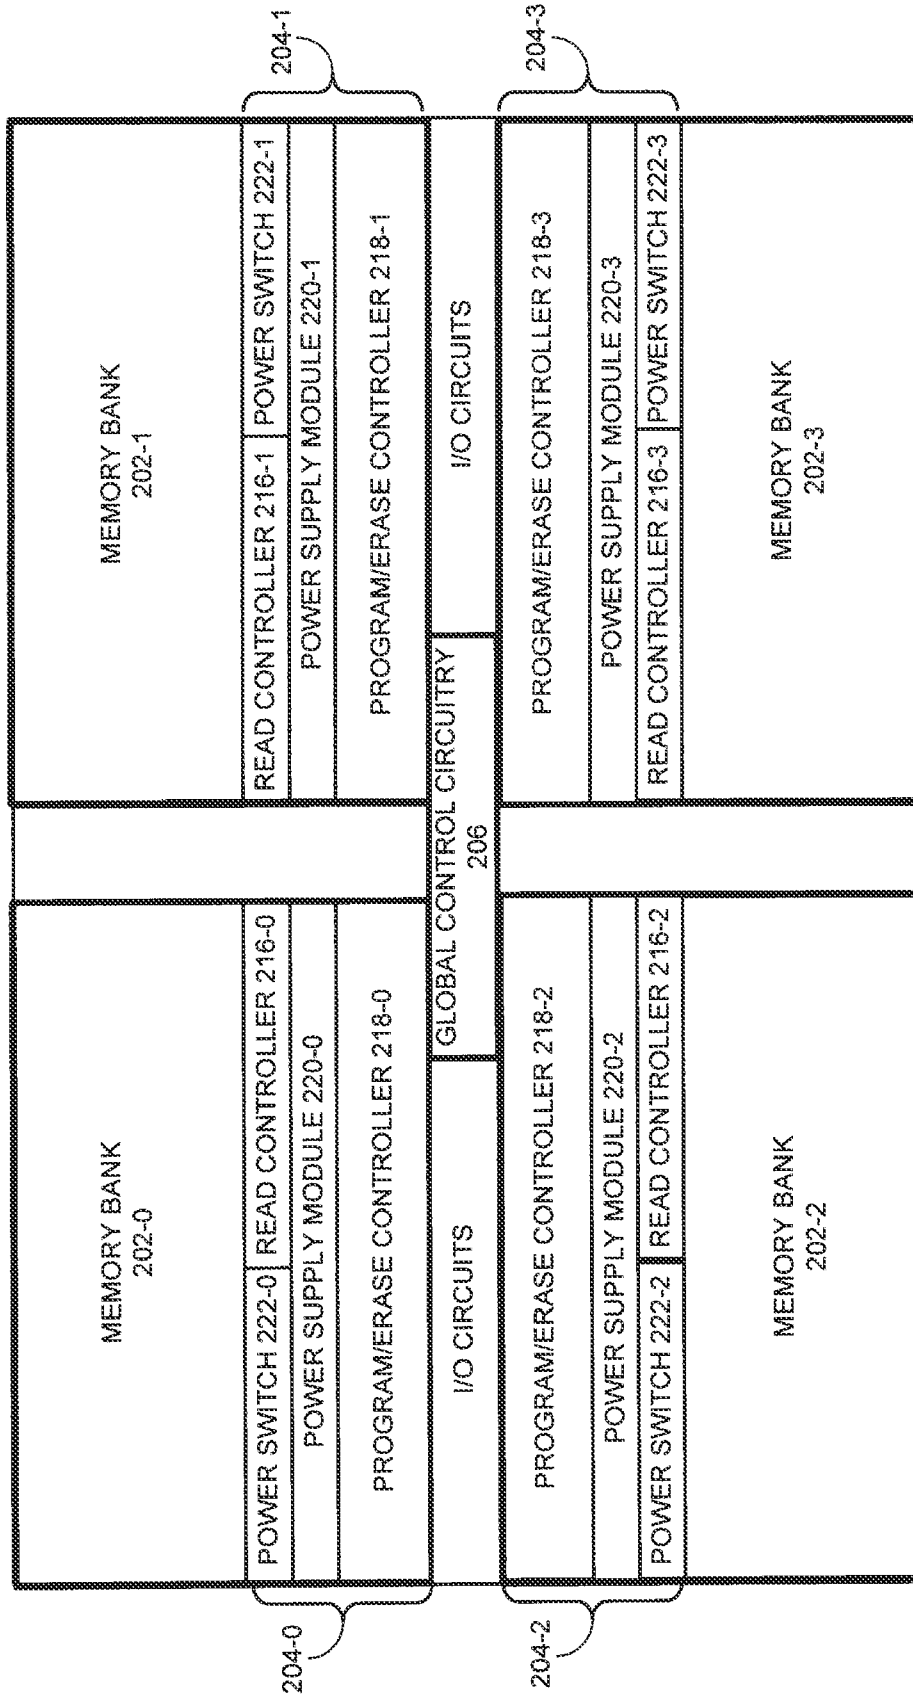 MEMORY BANK
202-0
MEMORY BANK
202-1
204-0
POWER SWITCH 222-0
READ CONTROLLER 216-0
POWER SUPPLY MODULE 220-0
PROGRAM/ERASE CONTROLLER 218-0
READ CONTROLLER 216-1
POWER SWITCH 222-1
POWER SUPPLY MODULE 220-1
PROGRAM/ERASE CONTROLLER 218-1
204-1
I/O CIRCUITS
GLOBAL CONTROL CIRCUITRY
206
I/O CIRCUITS
204-2
PROGRAM/ERASE CONTROLLER 218-2
POWER SUPPLY MODULE 220-2
POWER SWITCH 222-2
READ CONTROLLER 216-2
PROGRAM/ERASE CONTROLLER 218-3
POWER SUPPLY MODULE 220-3
READ CONTROLLER 216-3
POWER SWITCH 222-3
204-3
MEMORY BANK
202-2
MEMORY BANK
202-3